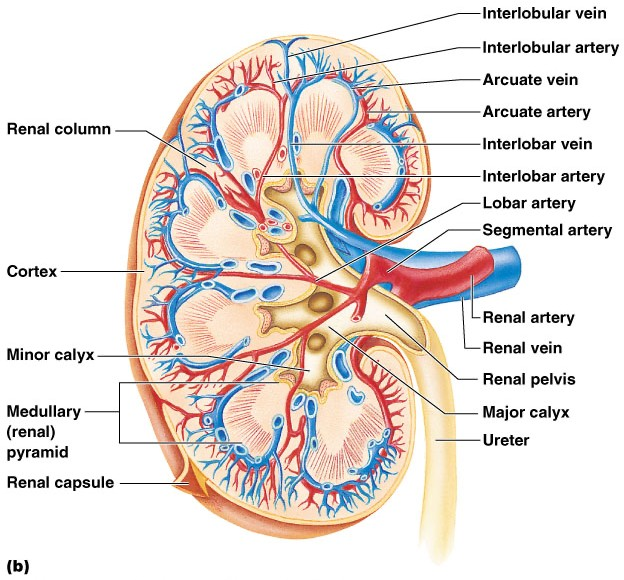 Interlobular vein
Interlobular artery
Arcuate vein
Arcuate artery
Interlobar vein
Interlobar artery
Lobar artery
Segmental artery
Renal artery
Renal vein
Renal pelvis
Major calyx
Ureter
Renal column
Cortex
Minor calyx
Medullary
(renal)
pyramid
Renal capsule
(b)